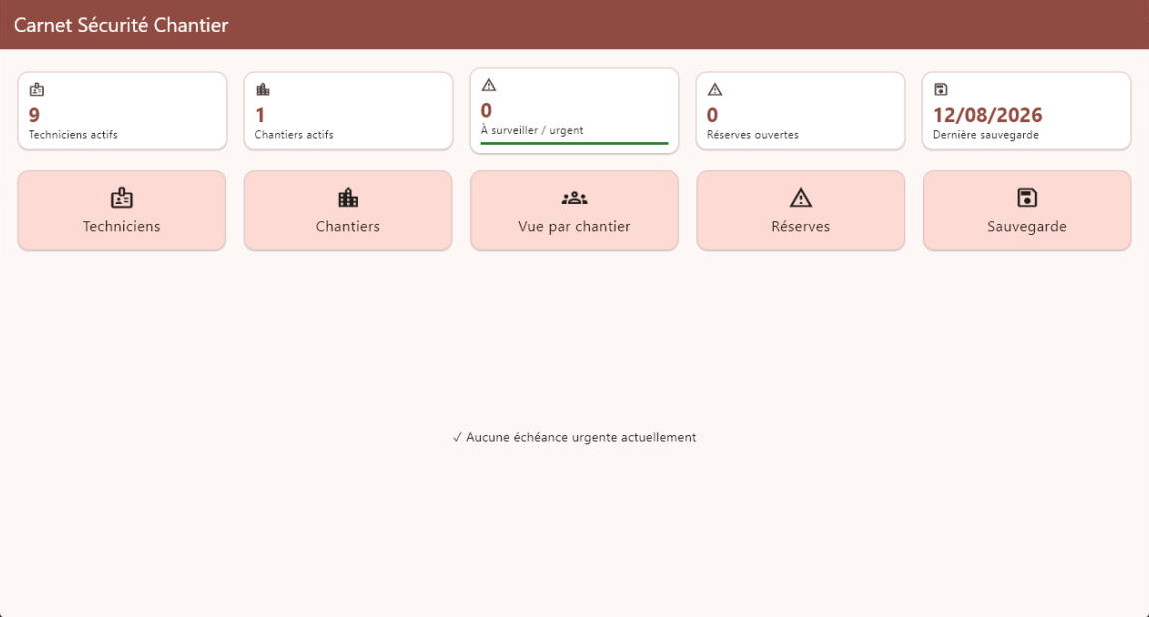 Carnet Sécurité Chantier
9
Techniciens actifs
1
Chantiers actifs
0
À surveiller / urgent
0
Réserves ouvertes
12/08/2026
Dernière sauvegarde
Techniciens
Chantiers
Vue par chantier
Réserves
Sauvegarde
✓ Aucune échéance urgente actuellement